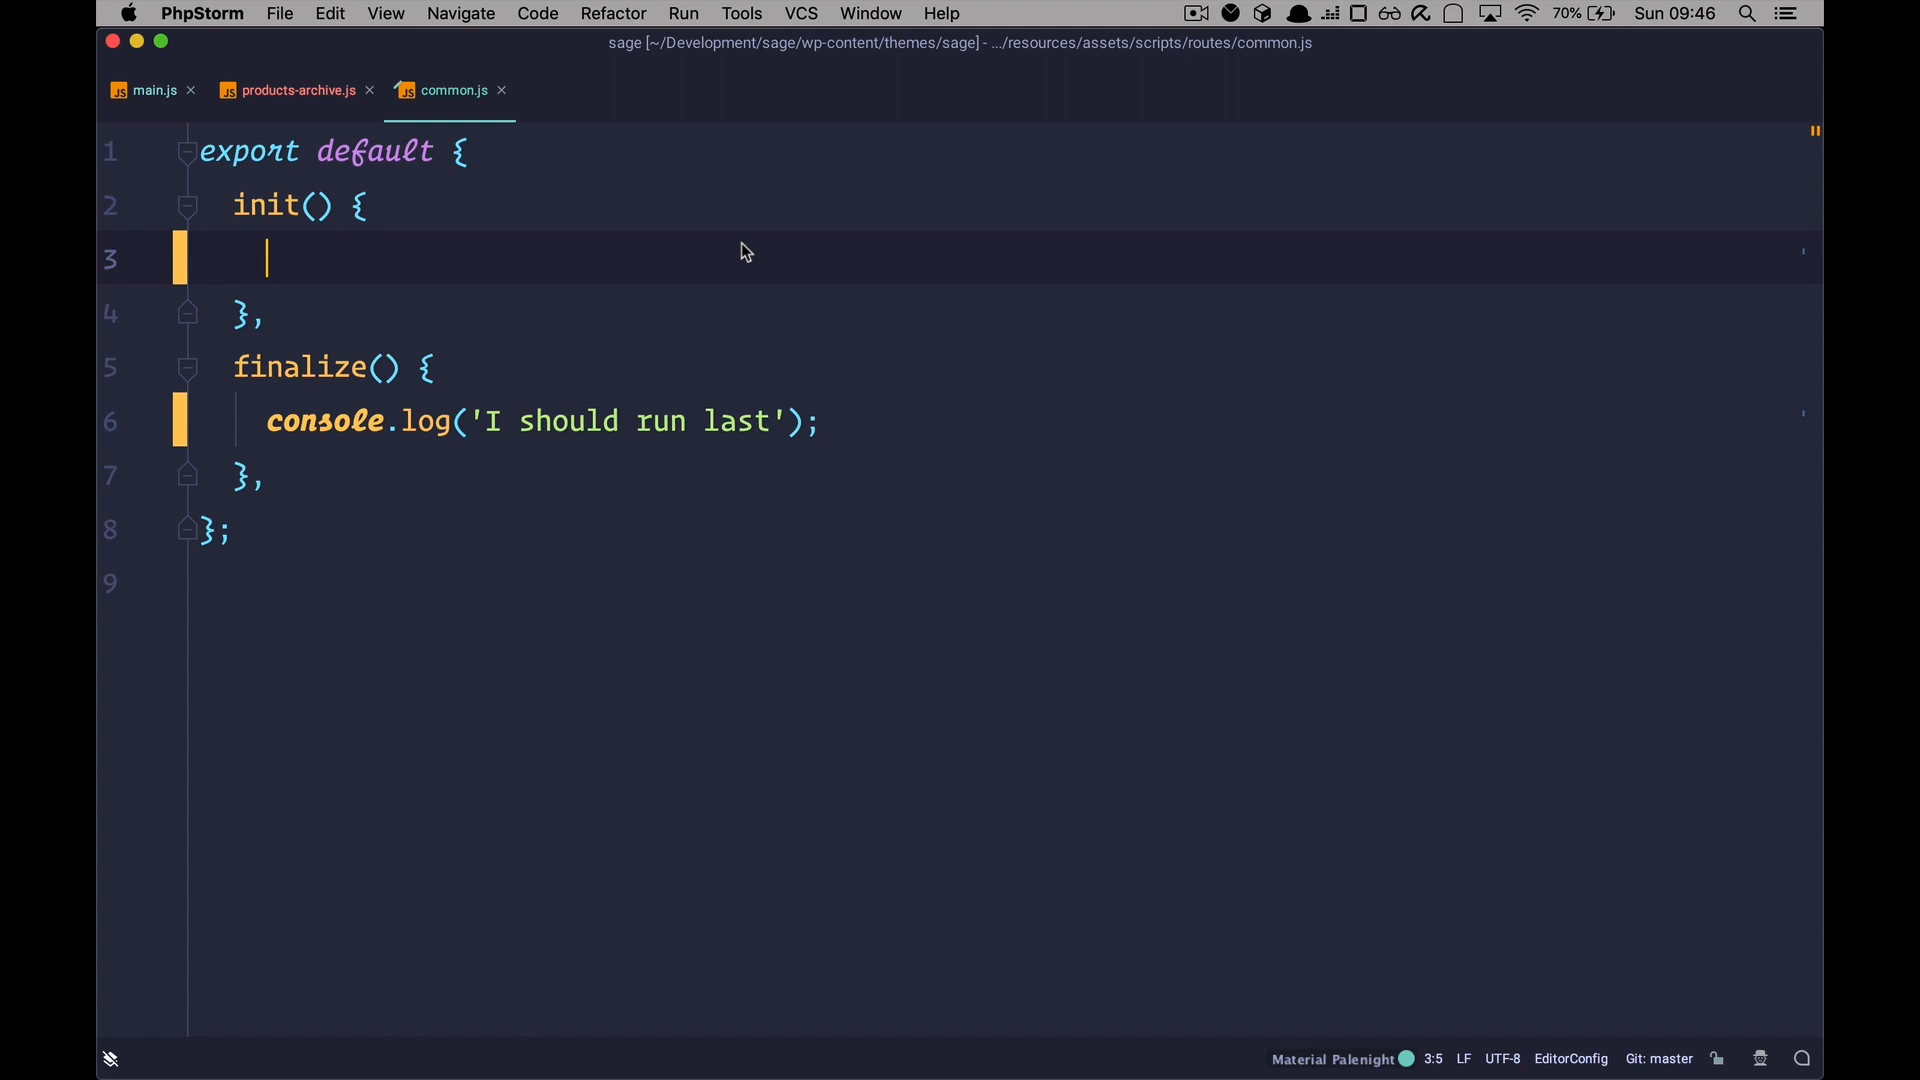 PhpStorm File Edit View Navigate Code Refactor Run Tools VCS Window Help 70% Sun 09:46
sage [~/Development/sage/wp-content/themes/sage] - .../resources/assets/scripts/routes/common.js
JS main.js JS products-archive.js JS common.js
1 export default {
2 init() {
3
4 },
5 finalize() {
6 console.log('I should run last');
7 },
8 };
9
Material Palenight 3:5 LF UTF-8 EditorConfig Git: master